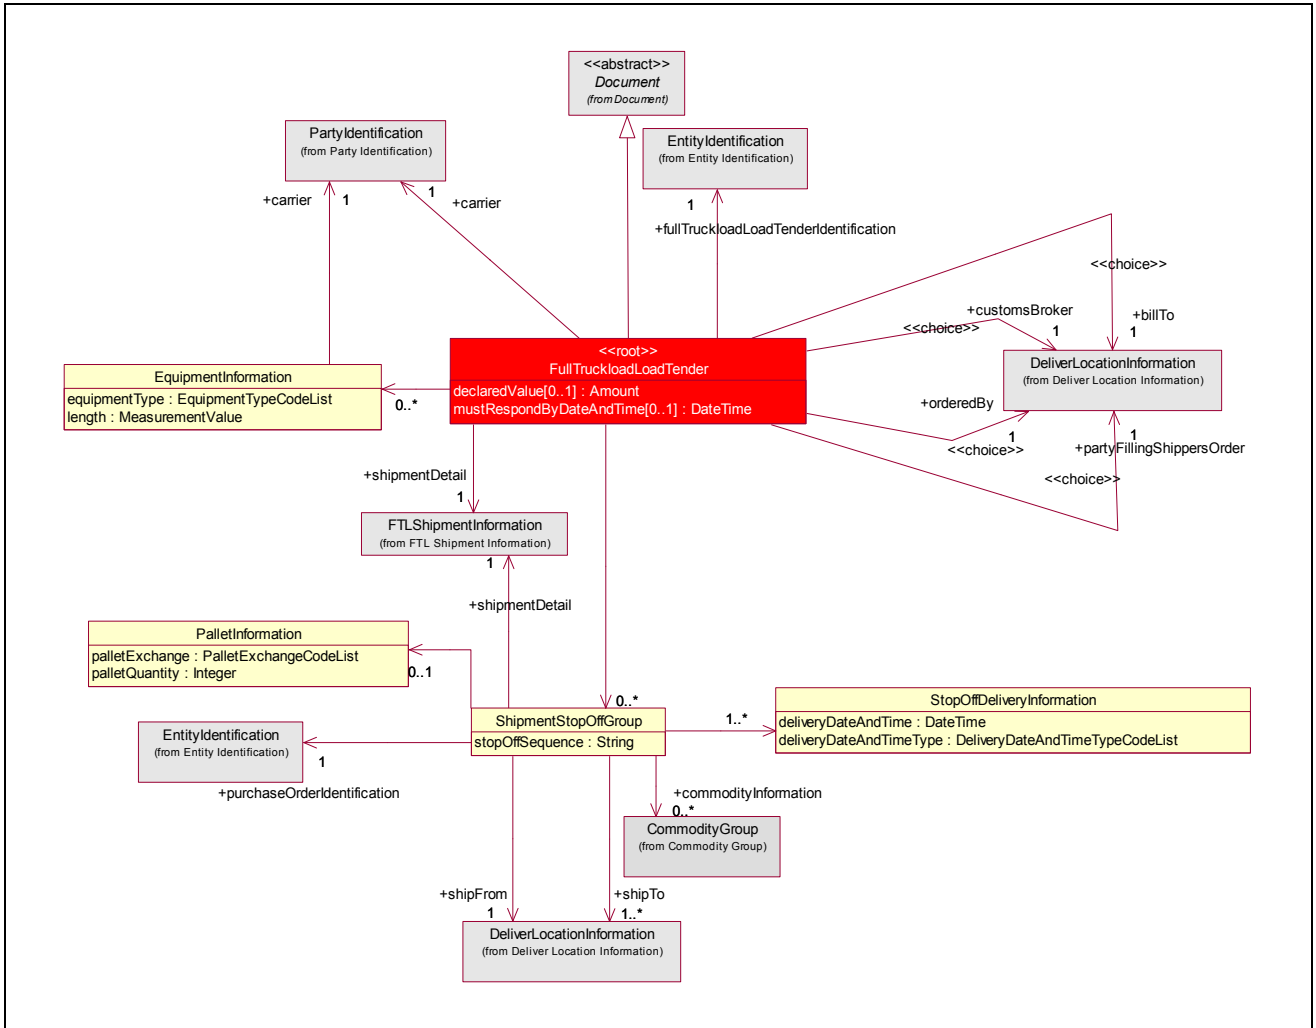 <<abstract>>
Document
(from Document)
PartyIdentification
(from Party Identification)
EntityIdentification
(from Entity Identification)
+carrier
1
1
+carrier
1
+fullTruckloadLoadTenderIdentification
<<choice>>
+customsBroker
<<choice>>
1
+billTo
1
<<root>>
FullTruckloadLoadTender
declaredValue[0..1] : Amount
mustRespondByDateAndTime[0..1] : DateTime
DeliverLocationInformation
(from Deliver Location Information)
EquipmentInformation
equipmentType : EquipmentTypeCodeList
length : MeasurementValue
0..*
+orderedBy
1
<<choice>>
1
+partyFillingShippersOrder
<<choice>>
+shipmentDetail
1
FTLShipmentInformation
(from FTL Shipment Information)
1
+shipmentDetail
PalletInformation
palletExchange : PalletExchangeCodeList
palletQuantity : Integer
0..1
0..*
ShipmentStopOffGroup
stopOffSequence : String
1..*
StopOffDeliveryInformation
deliveryDateAndTime : DateTime
deliveryDateAndTimeType : DeliveryDateAndTimeTypeCodeList
EntityIdentification
(from Entity Identification)
1
+purchaseOrderIdentification
+commodityInformation
0..*
CommodityGroup
(from Commodity Group)
+shipFrom
1
+shipTo
1..*
DeliverLocationInformation
(from Deliver Location Information)